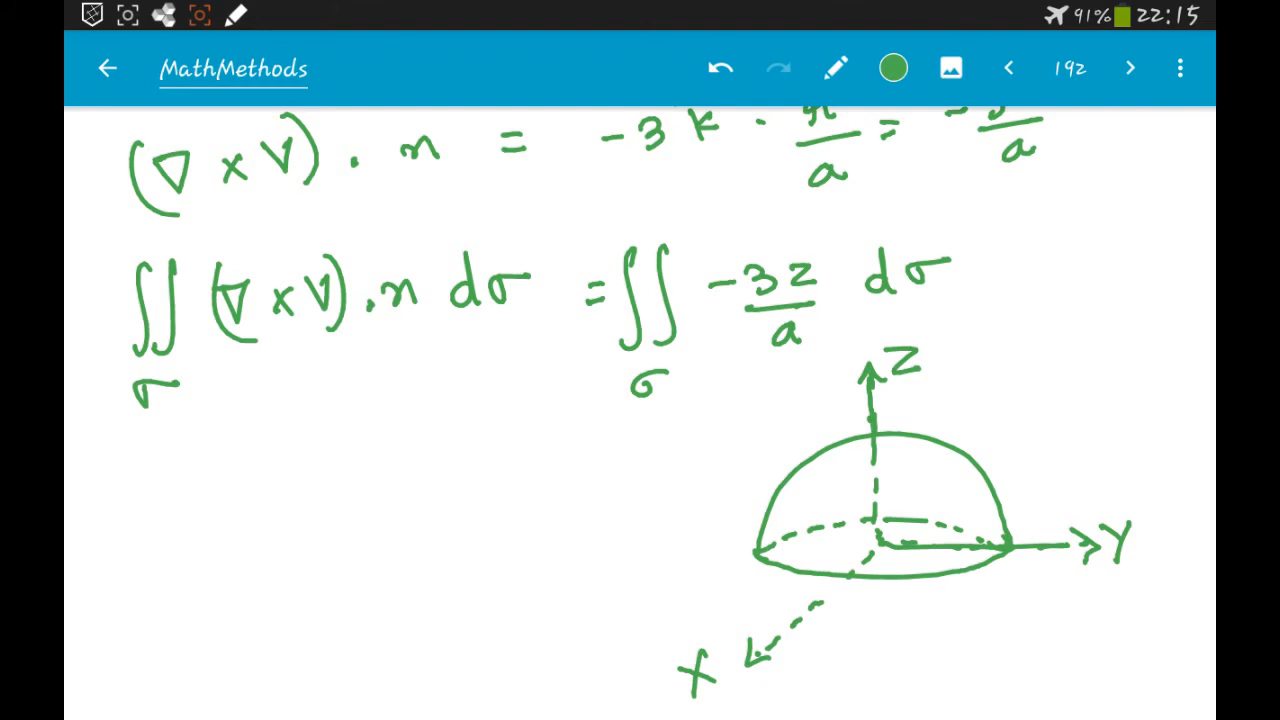 91% 22:15
MathMethods 192
(∇ x V) . n = -3 k . /a = - /a
∬σ (∇ x V) . n dσ = ∬σ -3z/a dσ
Z
Y
X